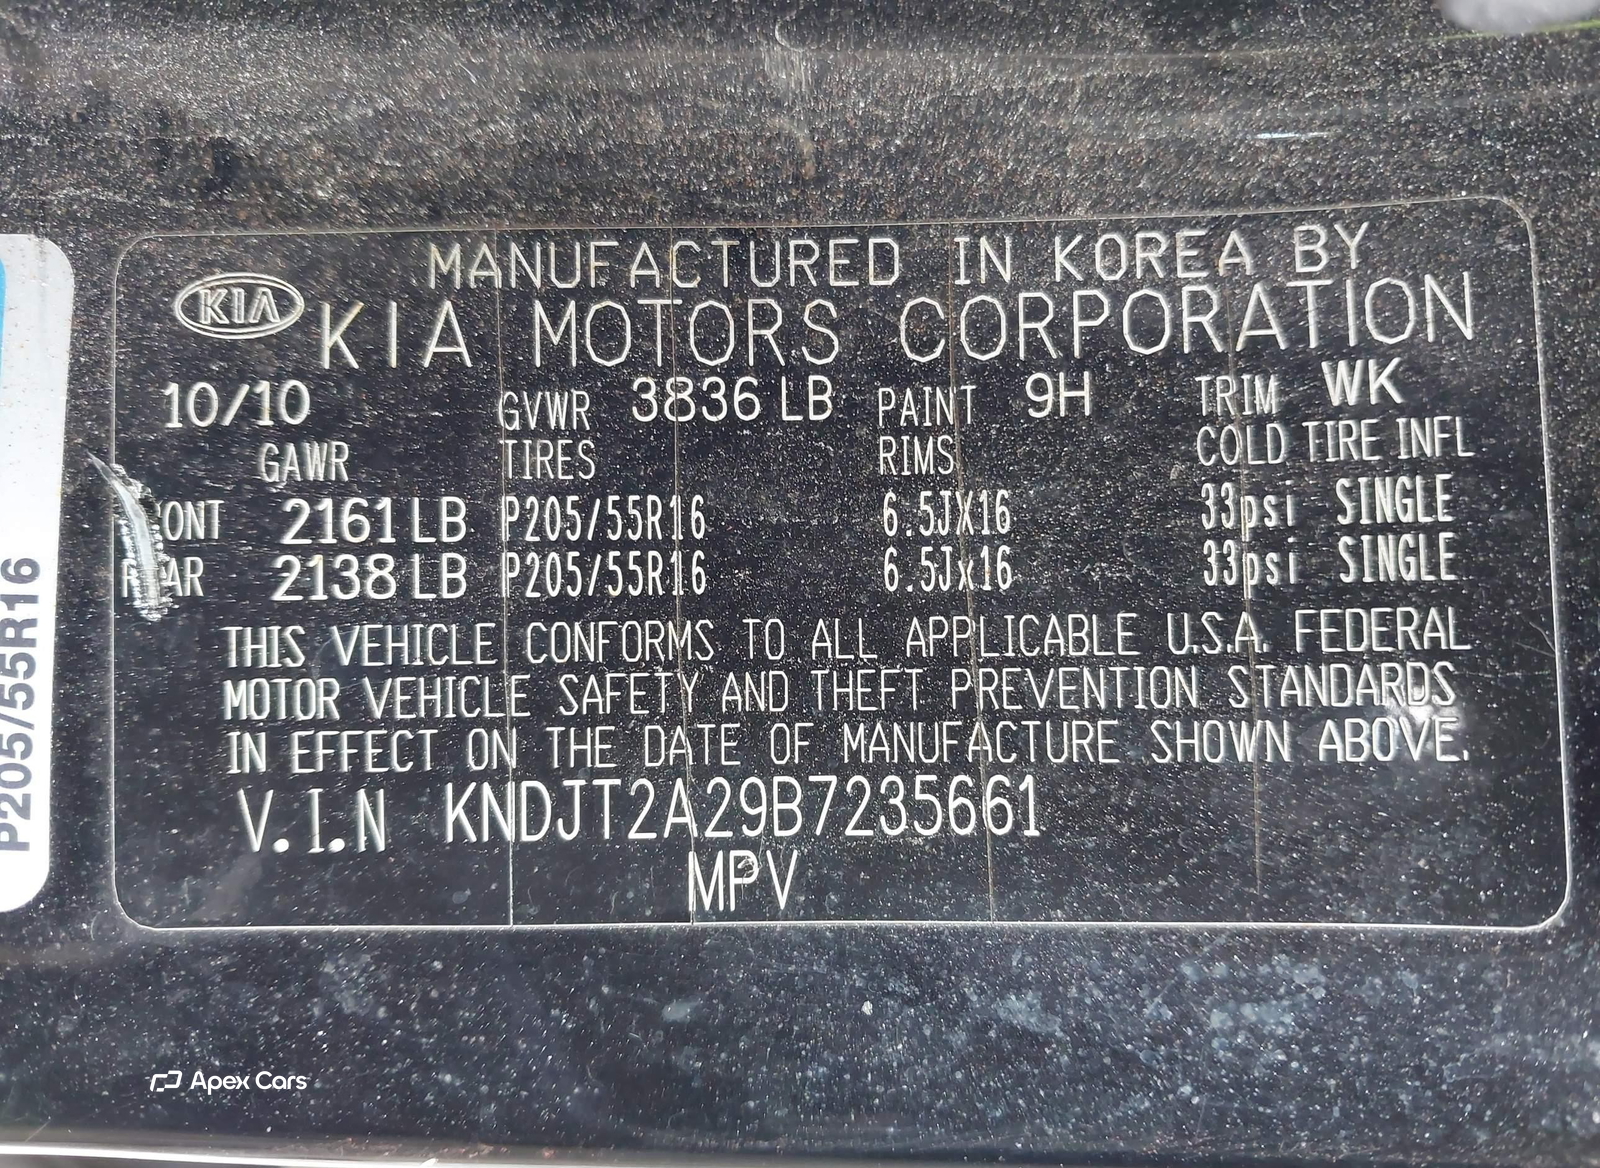 MANUFACTURED IN KOREA BY
KIA KIA MOTORS CORPORATION
10/10 GVWR 3836 LB PAINT 9H TRIM WK
GAWR TIRES RIMS COLD TIRE INFL
2161 LB P205/55R16 6.5JX16 33psi SINGLE
2138 LB P205/55R16 6.5Jx16 33psi SINGLE
THIS VEHICLE CONFORMS TO ALL APPLICABLE U.S.A. FEDERAL
MOTOR VEHICLE SAFETY AND THEFT PREVENTION STANDARDS
IN EFFECT ON THE DATE OF MANUFACTURE SHOWN ABOVE.
V.I.N KNDJT2A29B7235661
MPV
P205/55R16
Apex Cars